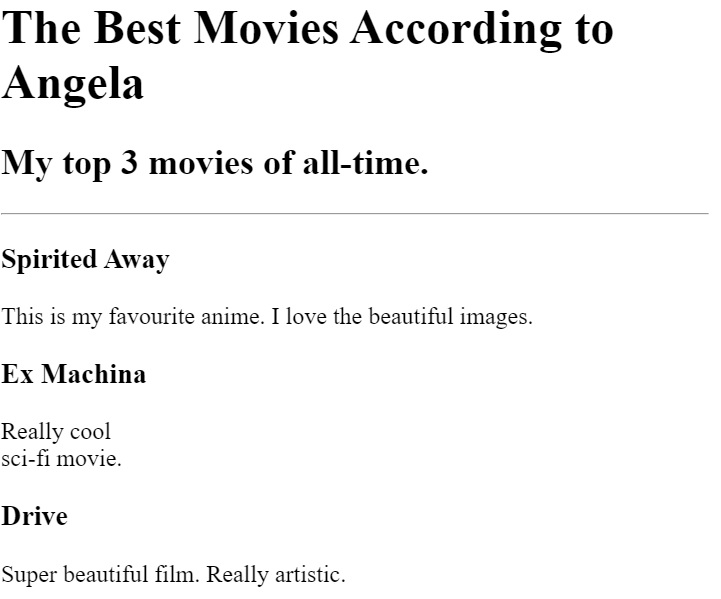 The Best Movies According to
Angela
My top 3 movies of all-time.
Spirited Away
This is my favourite anime. I love the beautiful images.
Ex Machina
Really cool
sci-fi movie.
Drive
Super beautiful film. Really artistic.